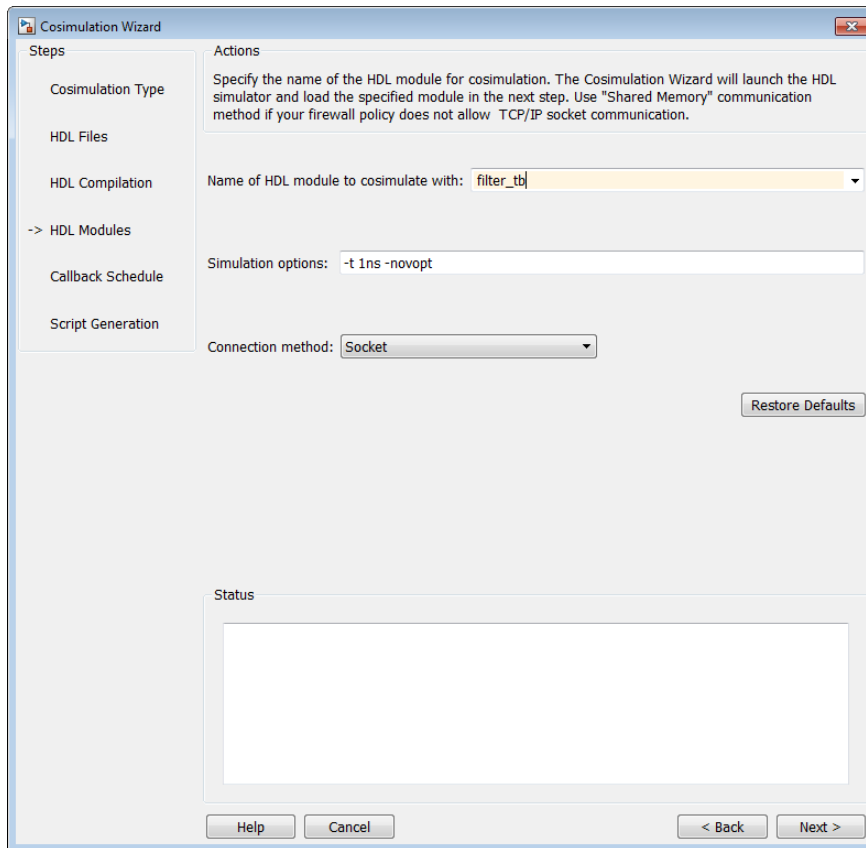 Cosimulation Wizard
Steps
Cosimulation Type
HDL Files
HDL Compilation
-> HDL Modules
Callback Schedule
Script Generation
Actions
Specify the name of the HDL module for cosimulation. The Cosimulation Wizard will launch the HDL
simulator and load the specified module in the next step. Use "Shared Memory" communication
method if your firewall policy does not allow TCP/IP socket communication.
Name of HDL module to cosimulate with: filter_tb
Simulation options: -t 1ns -novopt
Connection method: Socket
Restore Defaults
Status
Help Cancel < Back Next >